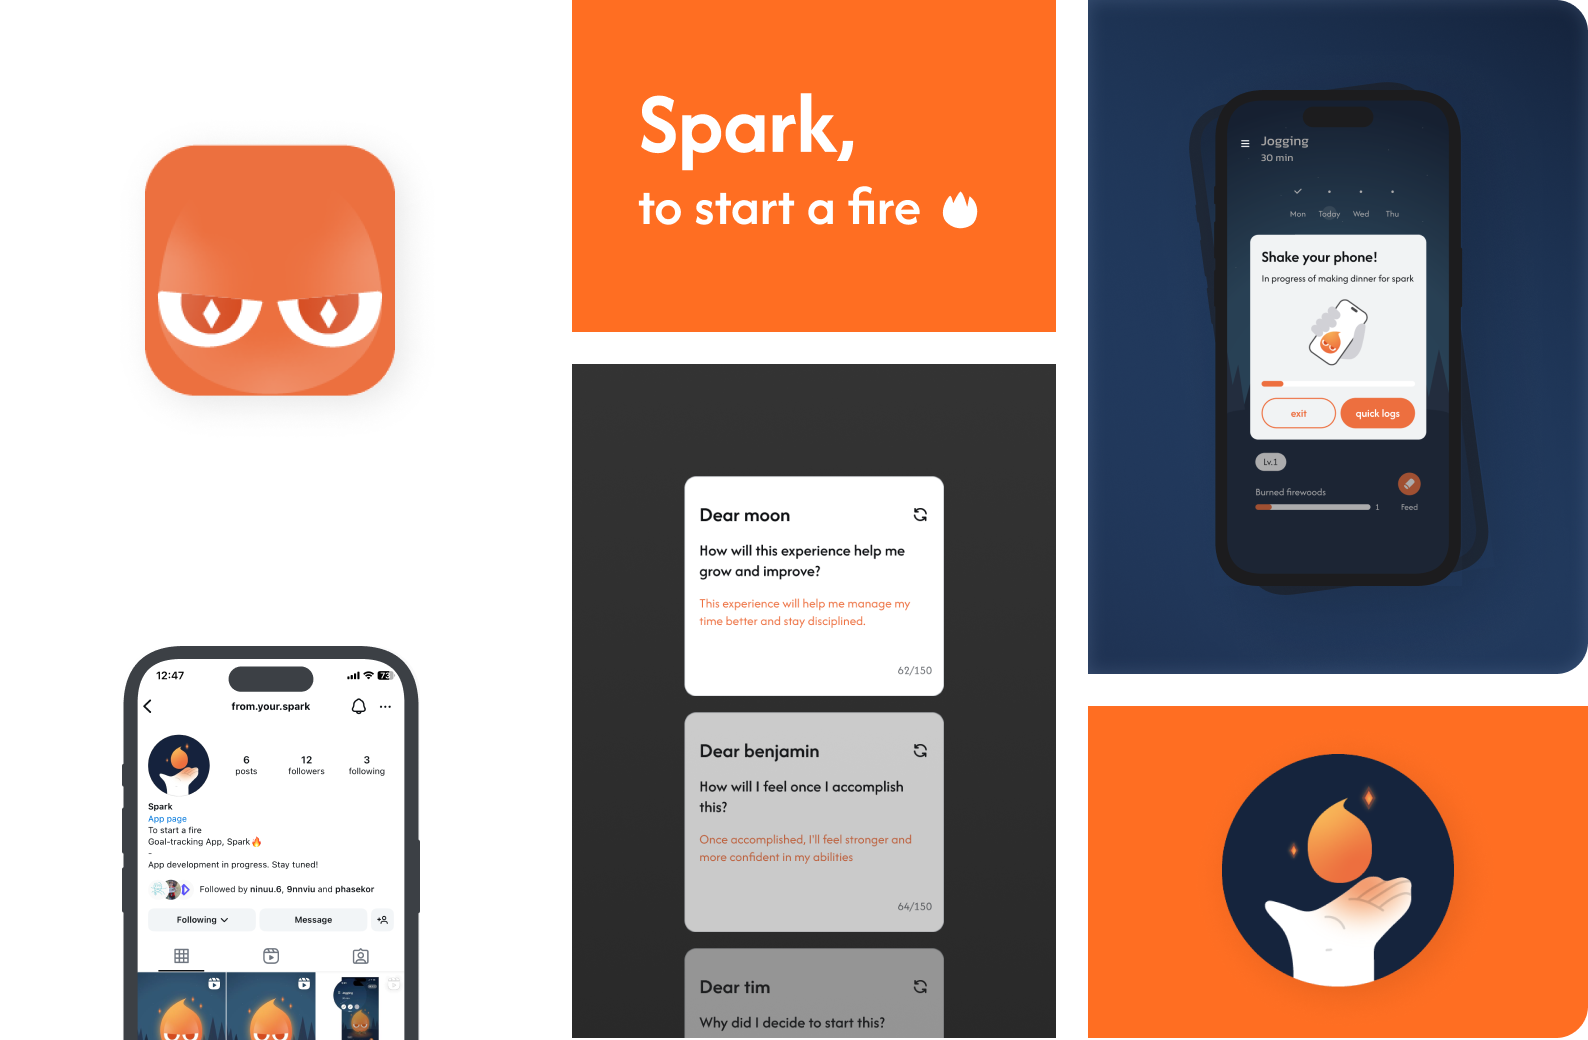 Spark,
to start a fire
Jogging
30 min
Mon Today Wed Thu
Shake your phone!
In progress of making dinner for spark
exit
quick logs
Lv.1
Burned firewoods
1
Feed
Dear moon
How will this experience help me
grow and improve?
This experience will help me manage my
time better and stay disciplined.
62/150
Dear benjamin
How will I feel once I accomplish
this?
Once accomplished, I'll feel stronger and
more confident in my abilities
64/150
Dear tim
Why did I decide to start this?
12:47
73
from.your.spark
6 12 3
posts followers following
Spark
App page
To start a fire
Goal-tracking App, Spark🔥
-
App development in progress. Stay tuned!
Followed by ninuu.6, 9nnviu and phasekor
Following
Message
Jogging